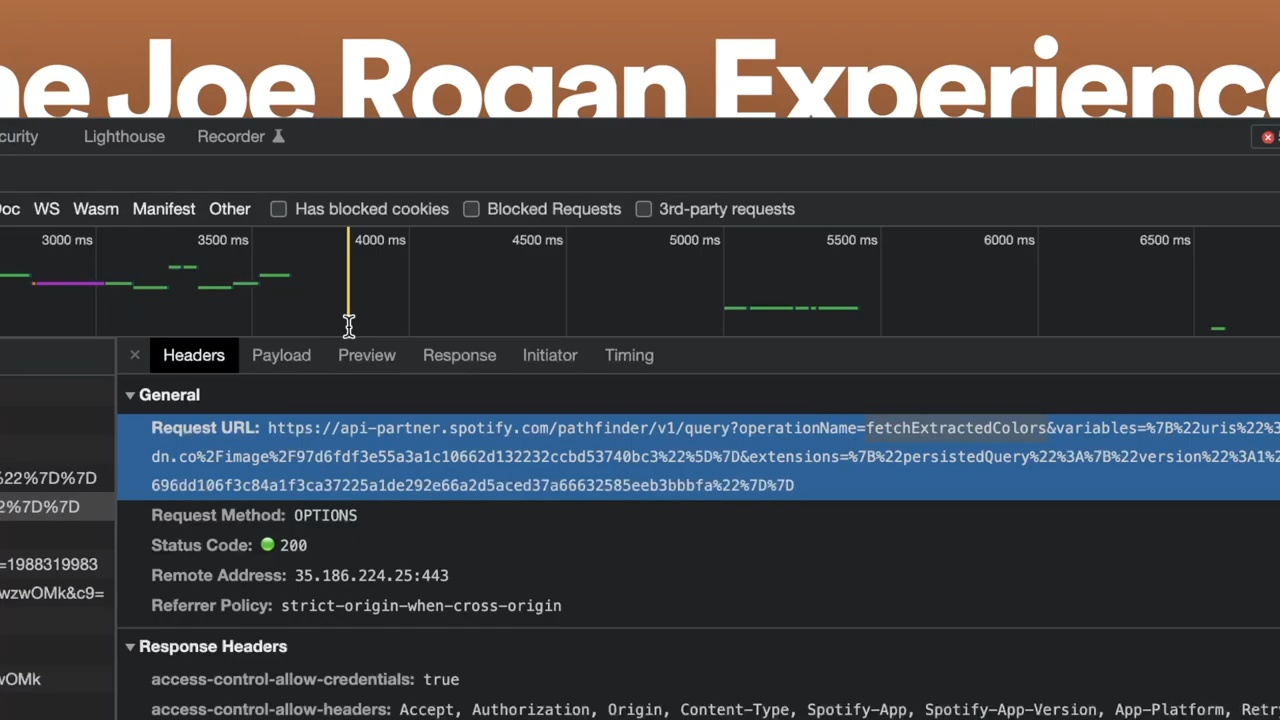 he Joe Rogan Experience
curity Lighthouse Recorder
Doc WS Wasm Manifest Other Has blocked cookies Blocked Requests 3rd-party requests
3000 ms 3500 ms 4000 ms 4500 ms 5000 ms 5500 ms 6000 ms 6500 ms
× Headers Payload Preview Response Initiator Timing
General
Request URL: https://api-partner.spotify.com/pathfinder/v1/query?operationName=fetchExtractedColors&variables=%7B%22uris%22%3
dn.co%2Fimage%2F97d6fdf3e55a3a1c10662d132232ccbd53740bc3%22%5D%7D&extensions=%7B%22persistedQuery%22%3A%7B%22version%22%3A1%2
%22%7D%7D
696dd106f3c84a1f3ca37225a1de292e66a2d5aced37a66632585eeb3bbbfa%22%7D%7D
2%7D%7D
Request Method: OPTIONS
Status Code: 200
=1988319983
Remote Address: 35.186.224.25:443
wzwOMk&c9=
Referrer Policy: strict-origin-when-cross-origin
Response Headers
wOMk
access-control-allow-credentials: true
access-control-allow-headers: Accept, Authorization, Origin, Content-Type, Spotify-App, Spotify-App-Version, App-Platform, Retr